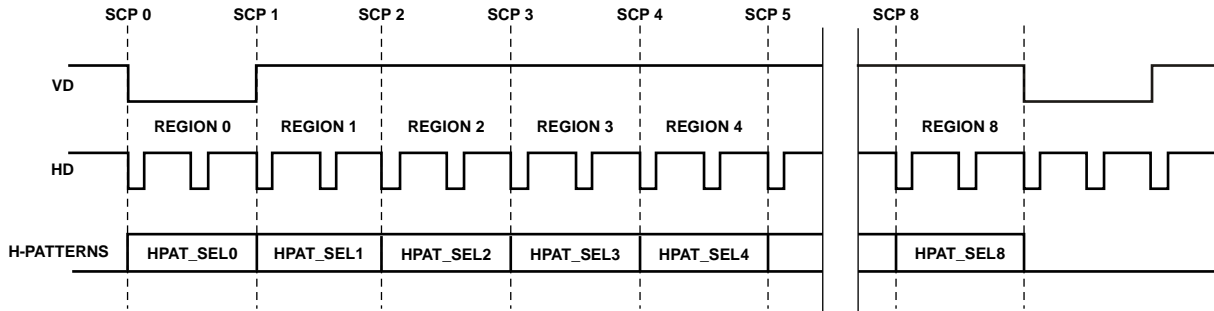 SCP 0 SCP 1 SCP 2 SCP 3 SCP 4 SCP 5 SCP 8
VD
REGION 0 REGION 1 REGION 2 REGION 3 REGION 4 REGION 8
HD
H-PATTERNS HPAT_SEL0 HPAT_SEL1 HPAT_SEL2 HPAT_SEL3 HPAT_SEL4 HPAT_SEL8